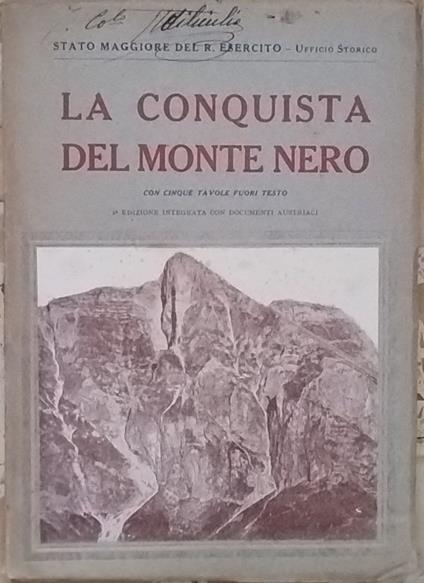 STATO MAGGIORE DEL R. ESERCITO – UFFICIO STORICO
LA CONQUISTA
DEL MONTE NERO
CON CINQUE TAVOLE FUORI TESTO
2ª EDIZIONE INTEGRATA CON DOCUMENTI AUSTRIACI